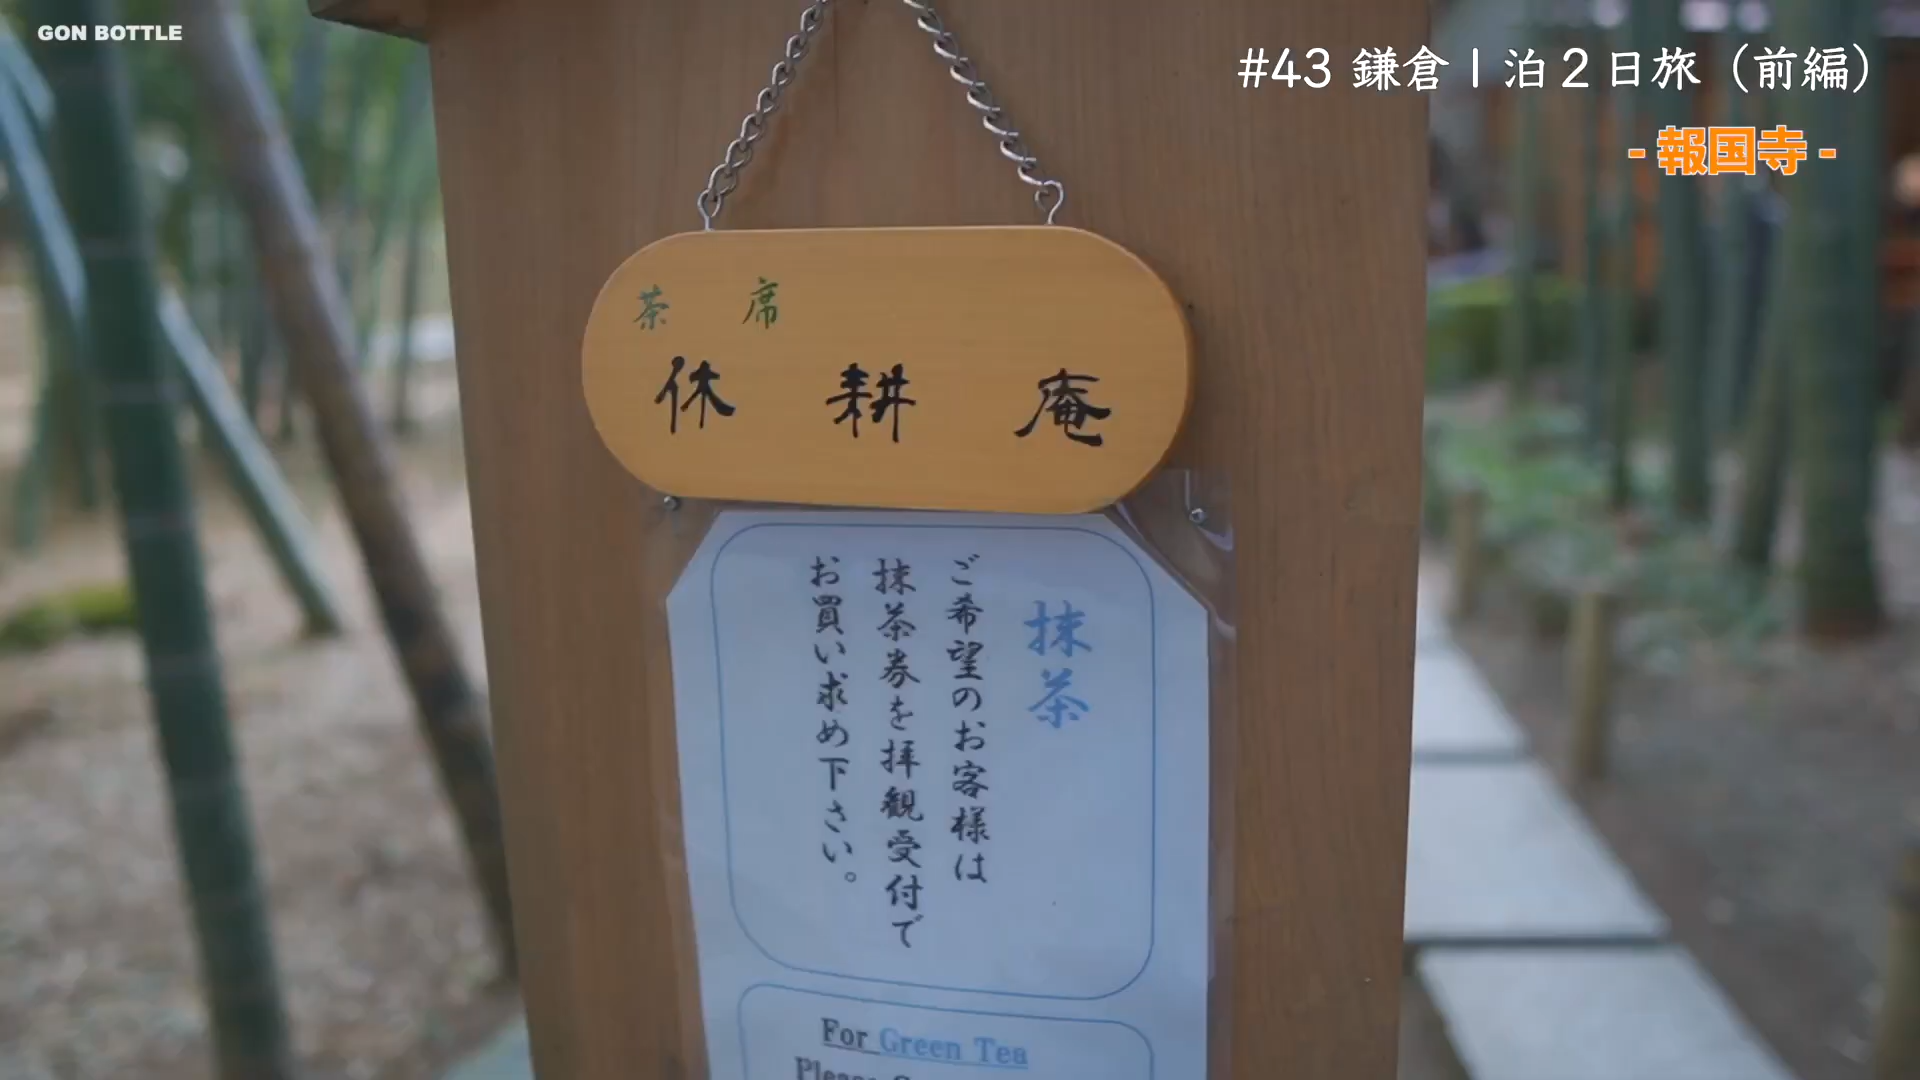 GON BOTTLE
#43 鎌倉1泊2日旅（前編）
- 報国寺 -
茶席
休耕庵
抹茶
ご希望のお客様は
抹茶券を拝観受付で
お買い求め下さい。
For Green Tea